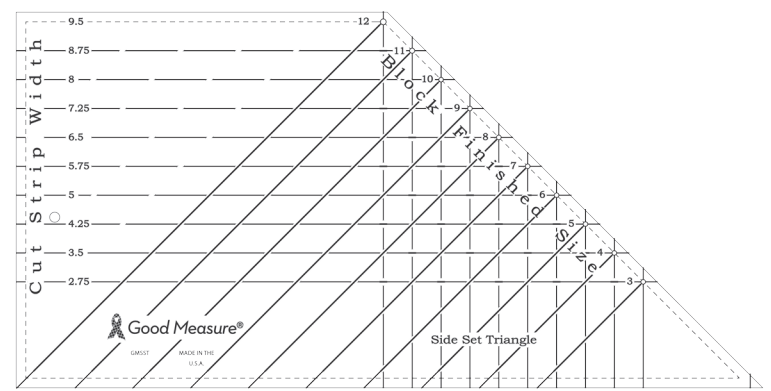 Cut Strip Width
9.5
8.75
8
7.25
6.5
5.75
5
4.25
3.5
2.75
Block Finished Size
12
11
10
9
8
7
6
5
4
3
Good Measure®
GMSST
MADE IN THE
U.S.A.
Side Set Triangle